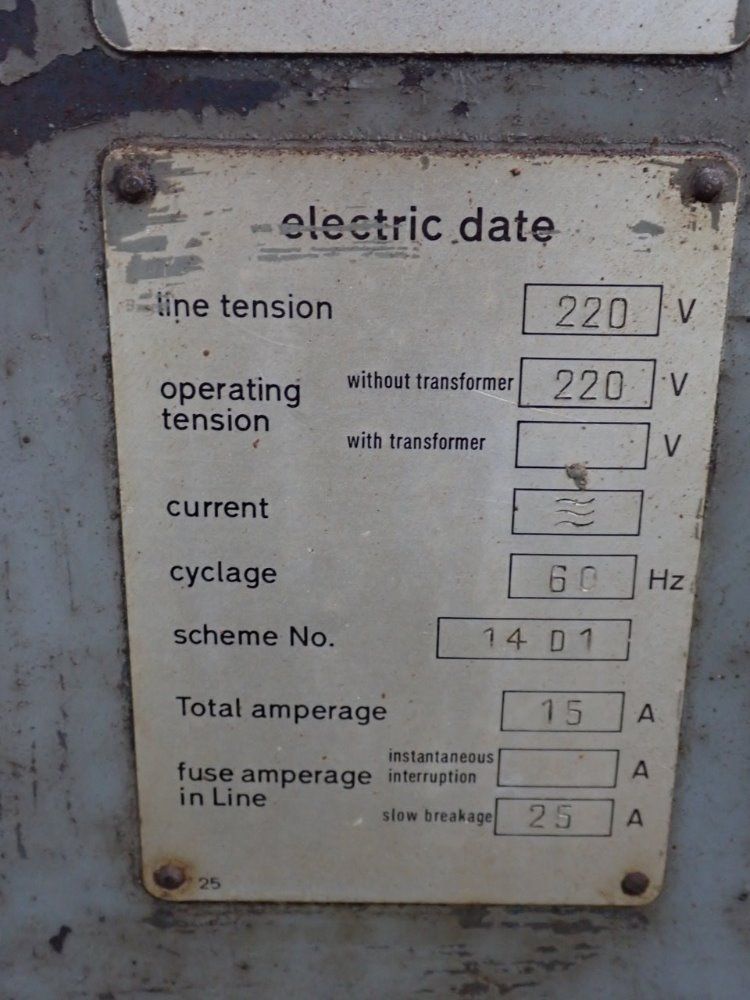 electric date
line tension 220 V
operating tension without transformer 220 V
with transformer V
current ≋
cyclage 60 Hz
scheme No. 14 D1
Total amperage 15 A
fuse amperage in Line instantaneous interruption A
slow breakage 25 A
25